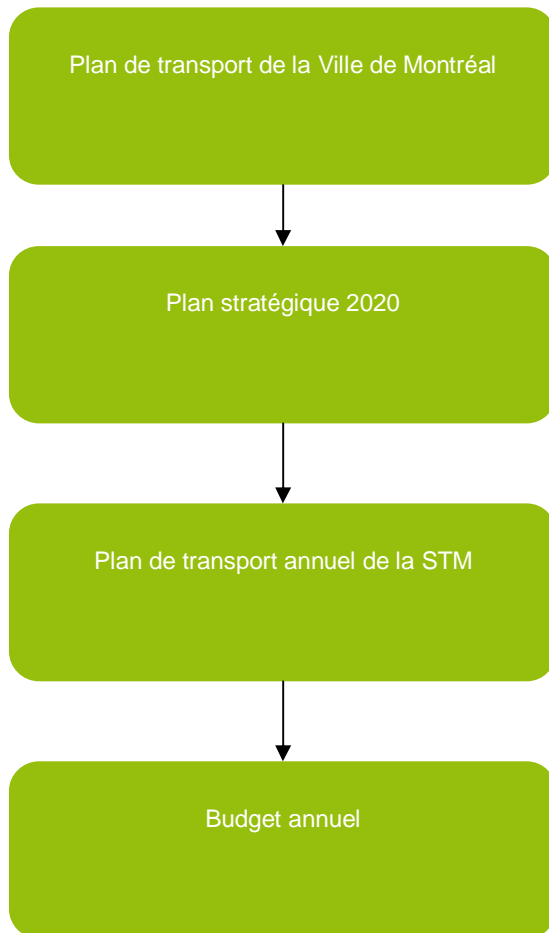 Plan de transport de la Ville de Montréal
Plan stratégique 2020
Plan de transport annuel de la STM
Budget annuel